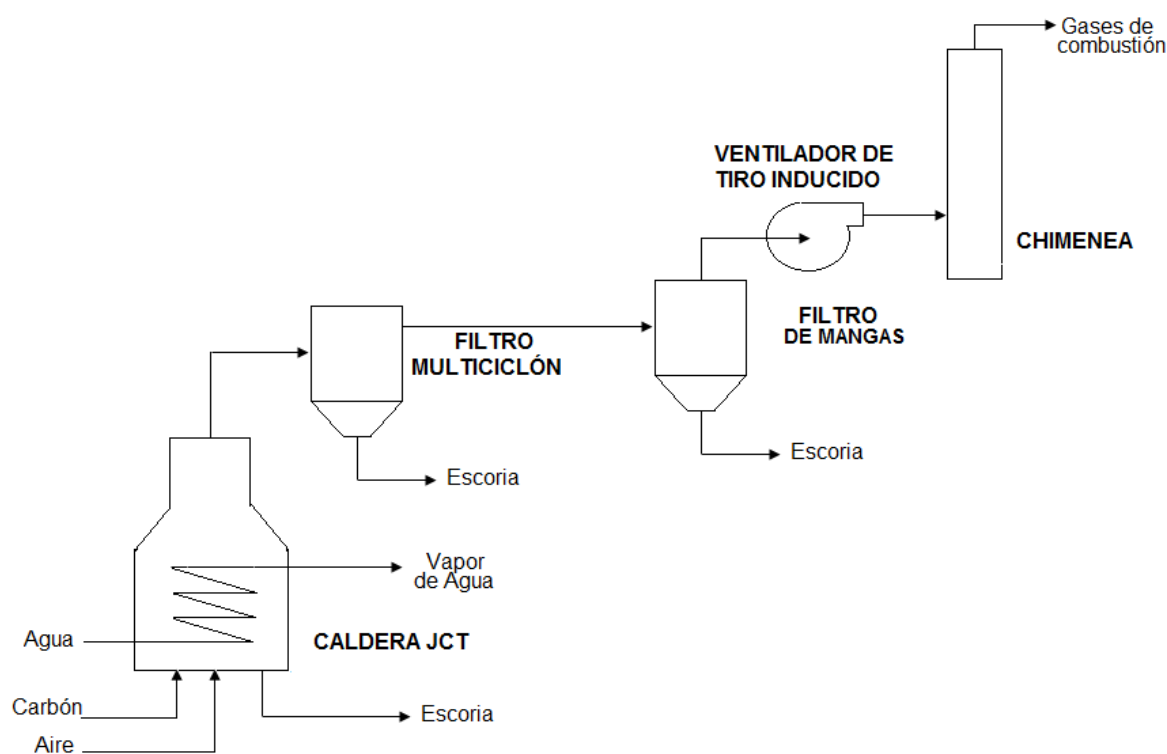 Gases de
combustión
VENTILADOR DE
TIRO INDUCIDO
CHIMENEA
FILTRO
DE MANGAS
FILTRO
MULTICICLÓN
Escoria
Escoria
Vapor
de Agua
Agua
CALDERA JCT
Carbón
Escoria
Aire